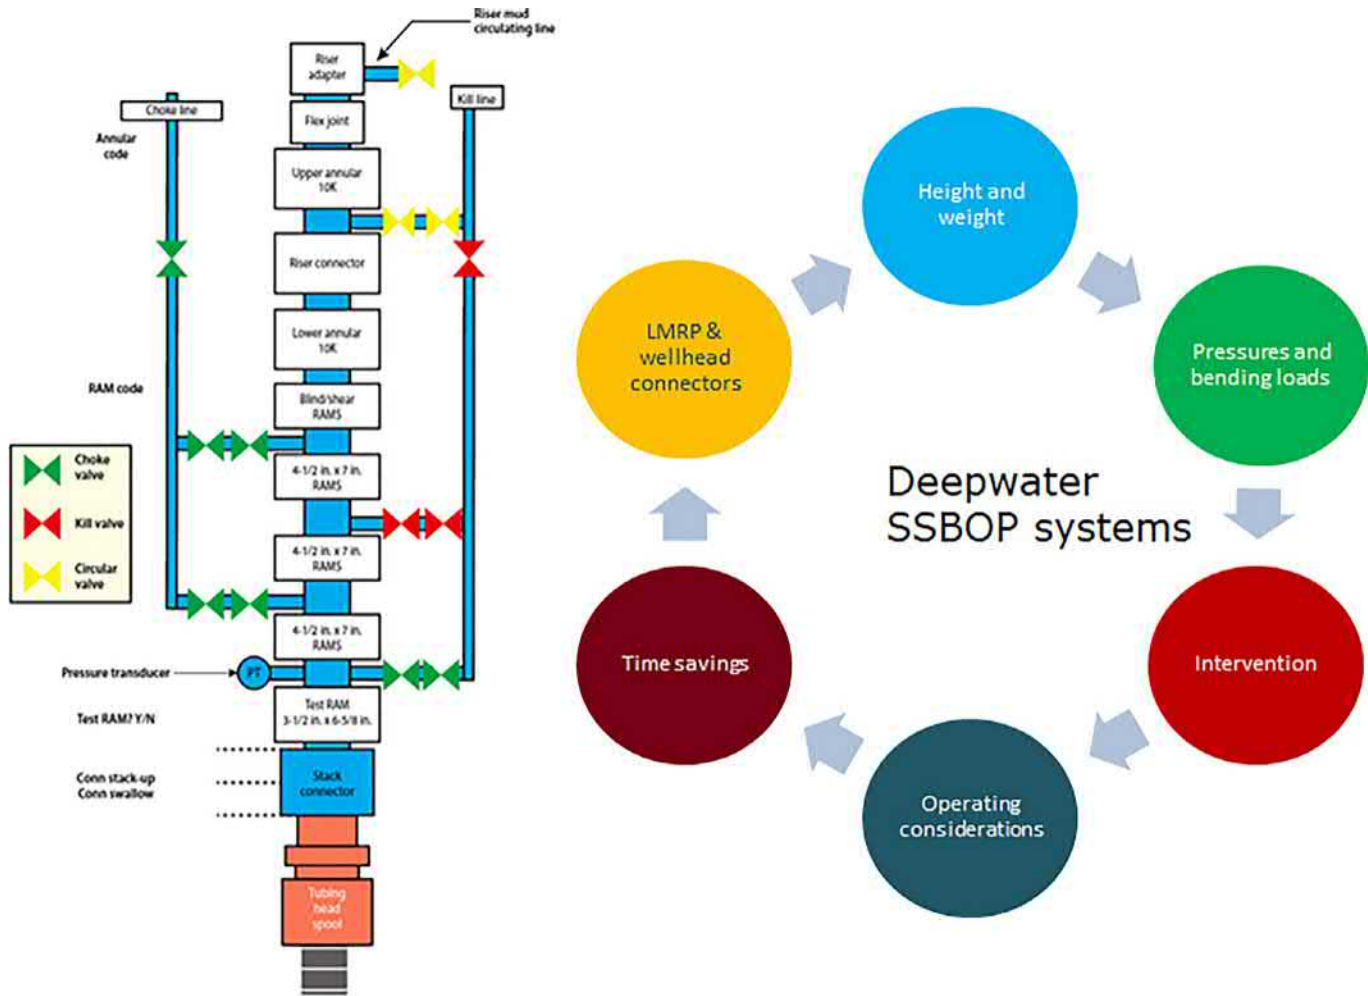 Riser mud
circulating line
Riser
adapter
Choke line
Kill line
Flex joint
Annular
code
Upper annular
10K
Riser connector
Lower annular
10K
RAM code
Blind/shear
RAMS
Choke
valve
Kill valve
Circular
valve
4-1/2 in. x 7 in.
RAMS
4-1/2 in. x 7 in.
RAMS
4-1/2 in. x 7 in.
RAMS
Pressure transducer
PT
Test RAM? Y/N
Test RAM
3-1/2 in. x 6-5/8 in.
Conn stack-up
Conn swallow
Stack
connector
Tubing
head
spool
Height and
weight
Pressures and
bending loads
Intervention
Operating
considerations
Time savings
LMRP &
wellhead
connectors
Deepwater
SSBOP systems